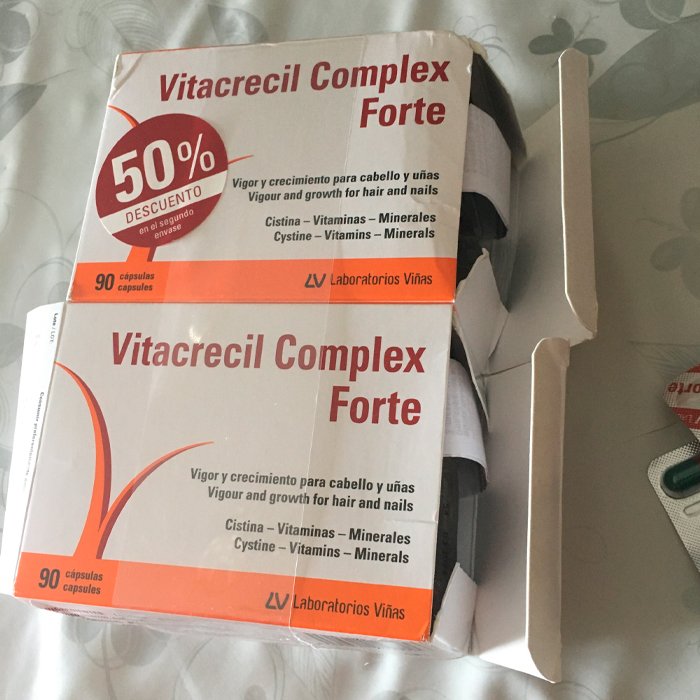 Vitacrecil Complex
Forte
50%
DESCUENTO
en el segundo
envase
Vigor y crecimiento para cabello y uñas
Vigour and growth for hair and nails
Cistina – Vitaminas – Minerales
Cystine – Vitamins – Minerals
90 cápsulas
capsules
LV Laboratorios Viñas
Vitacrecil Complex
Forte
Vigor y crecimiento para cabello y uñas
Vigour and growth for hair and nails
Cistina – Vitaminas – Minerales
Cystine – Vitamins – Minerals
90 cápsulas
capsules
LV Laboratorios Viñas
Lote / LOT:
orte